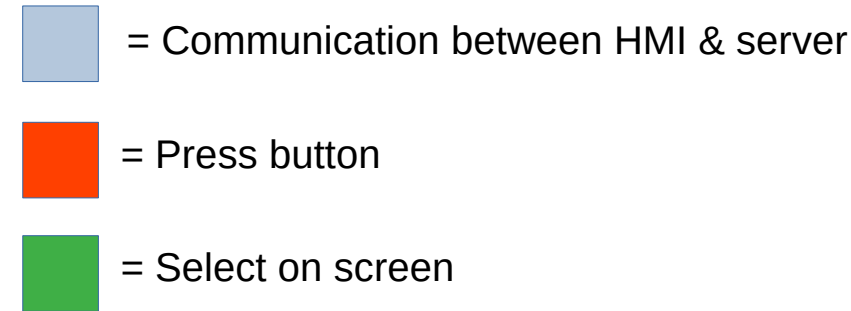 = Communication between HMI & server
= Press button
= Select on screen